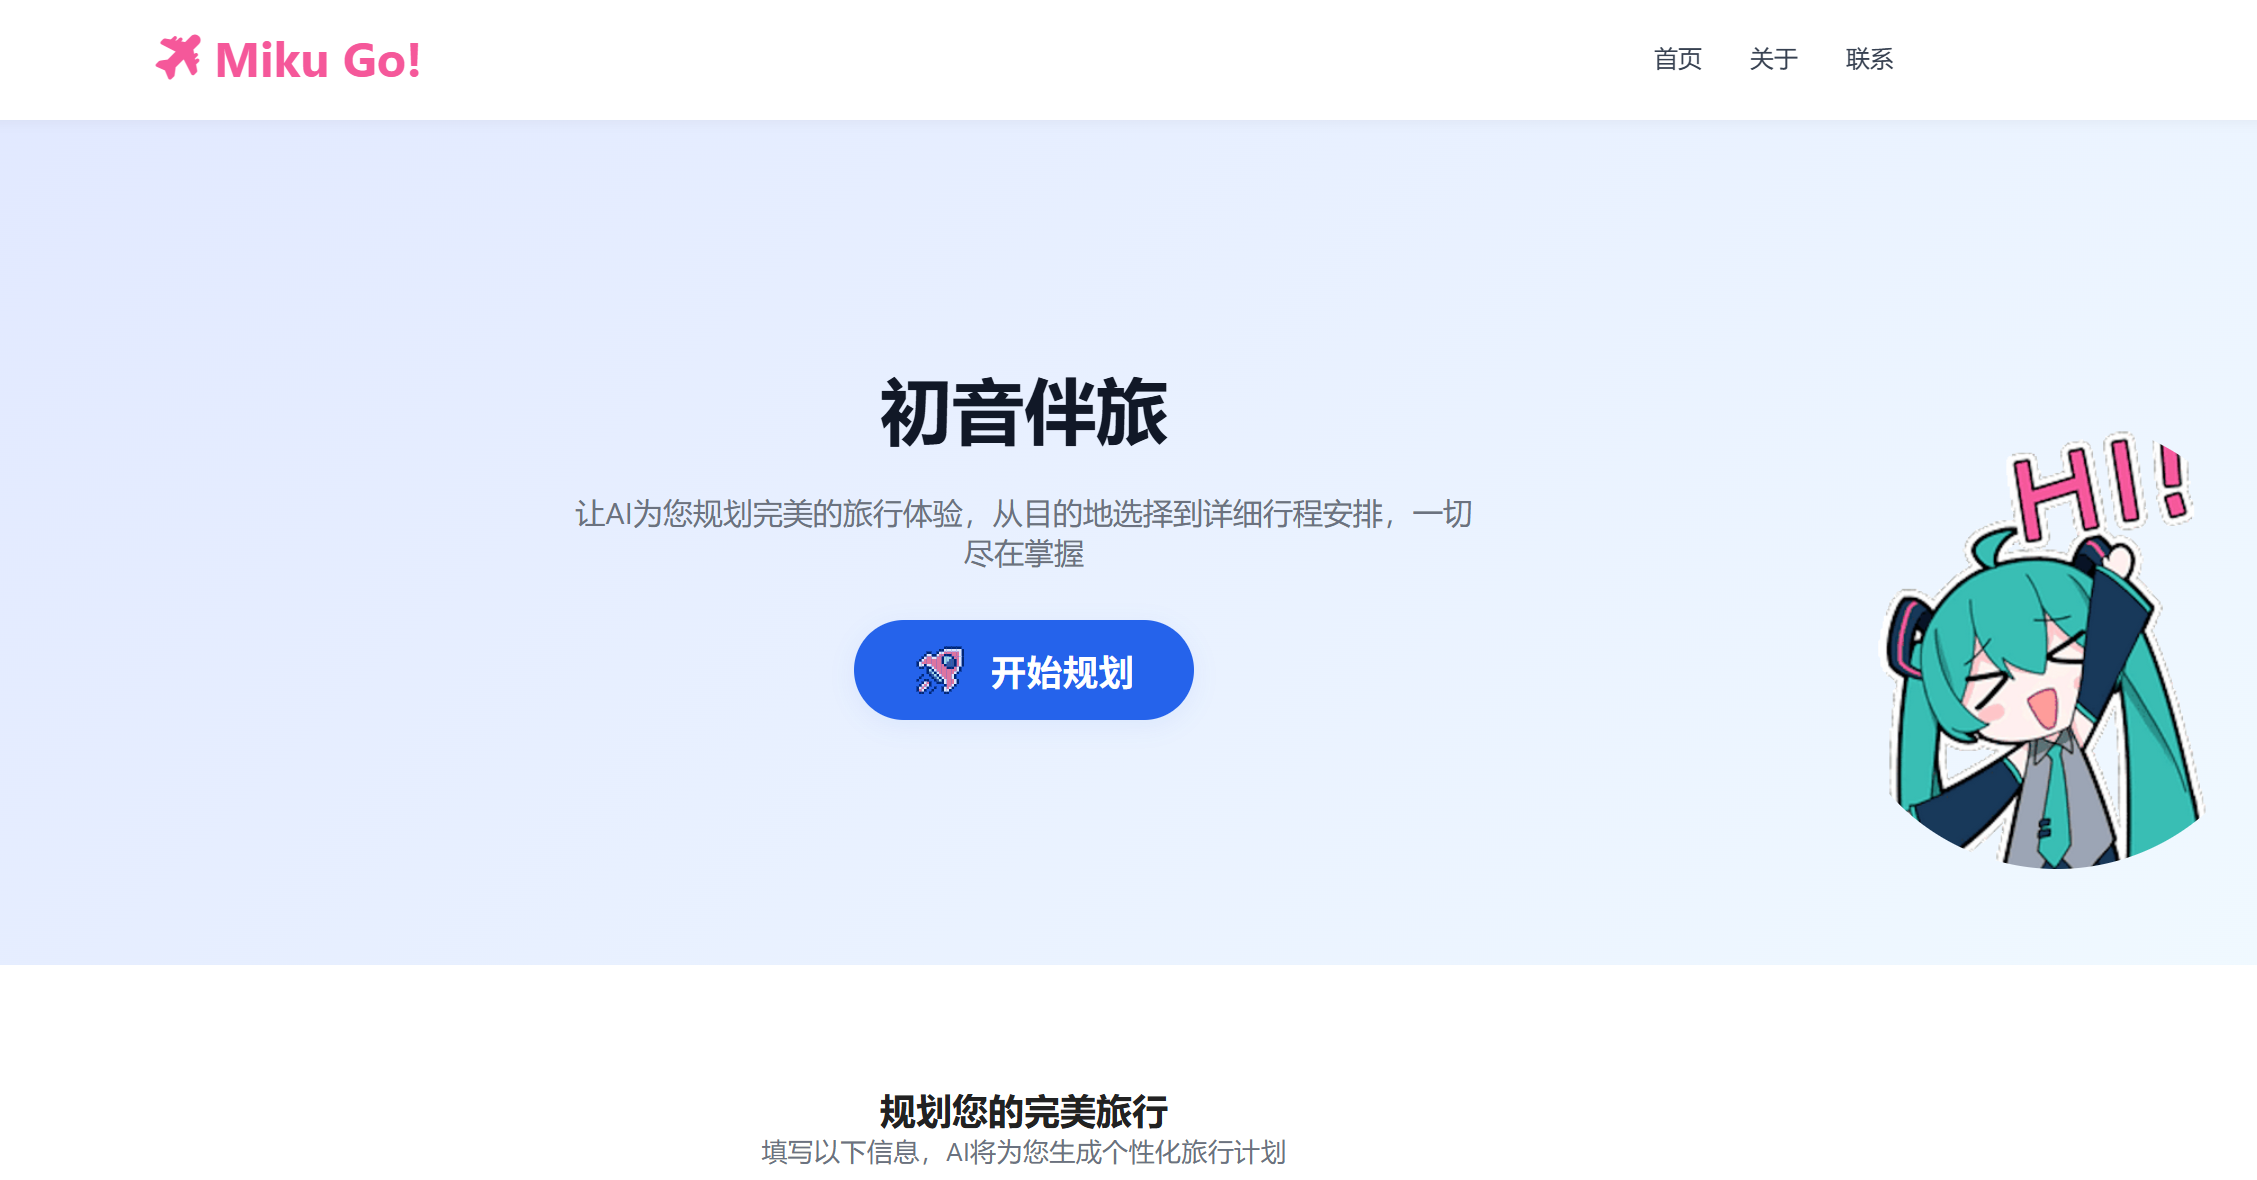 Miku Go!
首页
关于
联系
初音伴旅
让AI为您规划完美的旅行体验，从目的地选择到详细行程安排，一切
尽在掌握
HI!
开始规划
规划您的完美旅行
填写以下信息，AI将为您生成个性化旅行计划